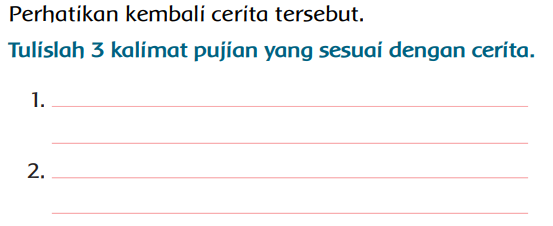 Perhatikan kembali cerita tersebut.
Tulislah 3 kalimat pujian yang sesuai dengan cerita.
1.
2.